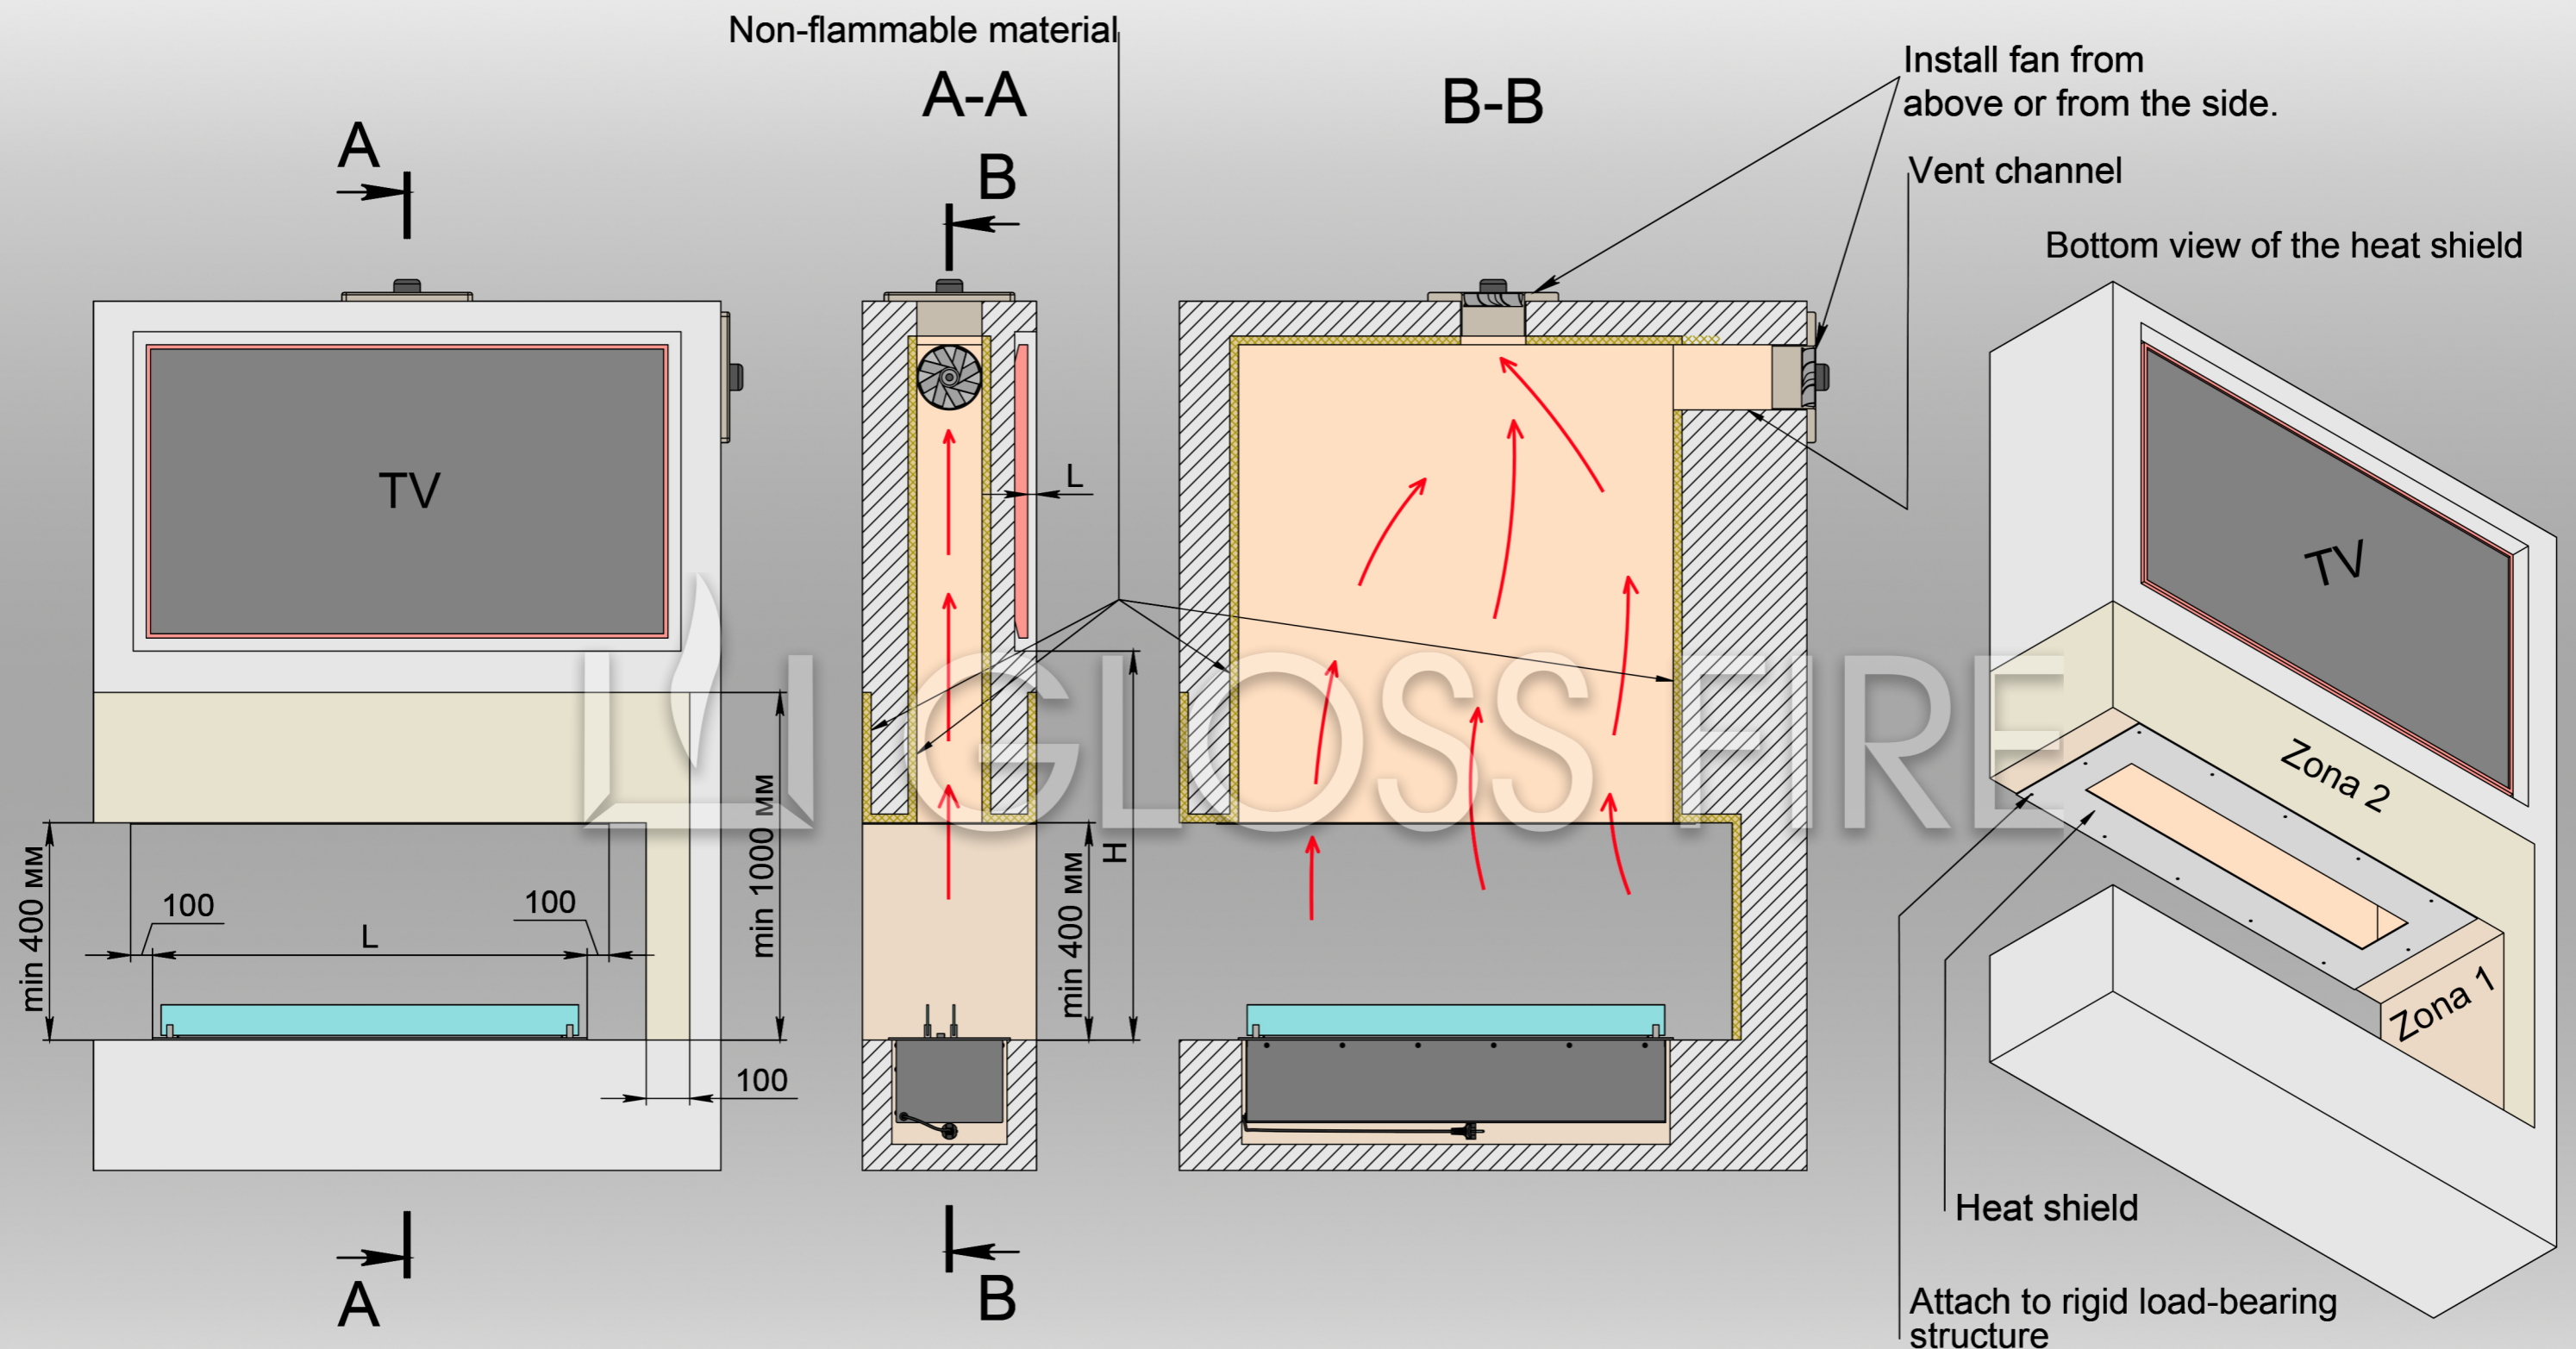 Non-flammable material
A-A
B-B
Install fan from
above or from the side.
Vent channel
Bottom view of the heat shield
A
B
TV
L
TV
GLOSS FIRE
Zona 2
Zona 1
min 400 мм
100
L
100
min 1000 мм
100
min 400 мм
H
Heat shield
Attach to rigid load-bearing
structure
A
B